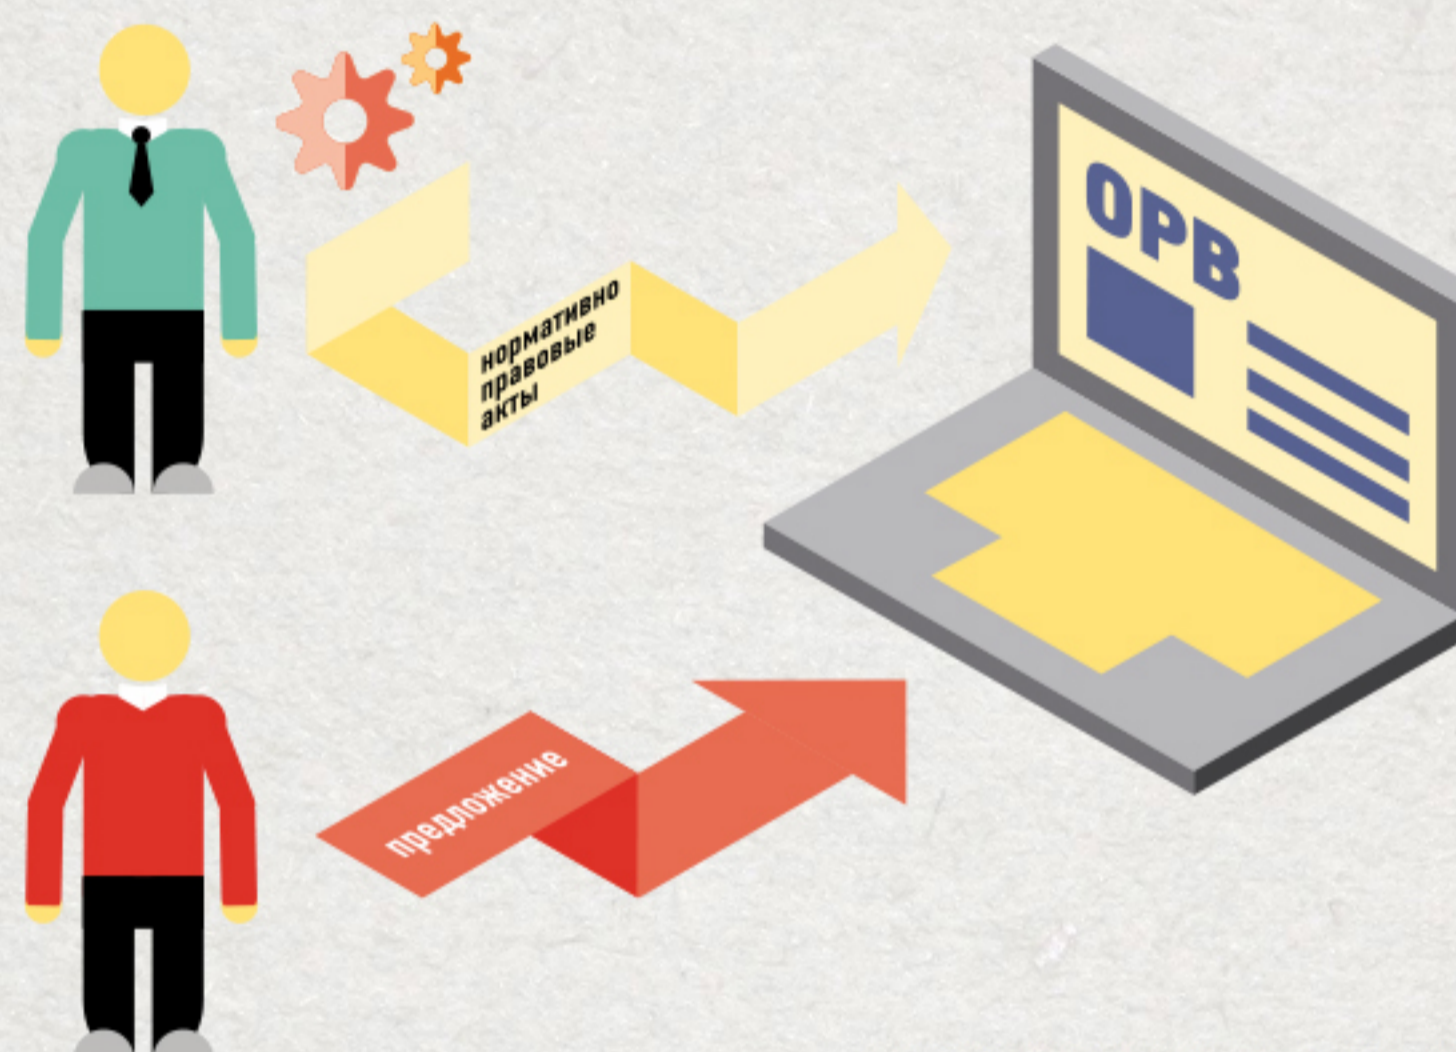 ОРВ
нормативно
правовые
акты
предложение